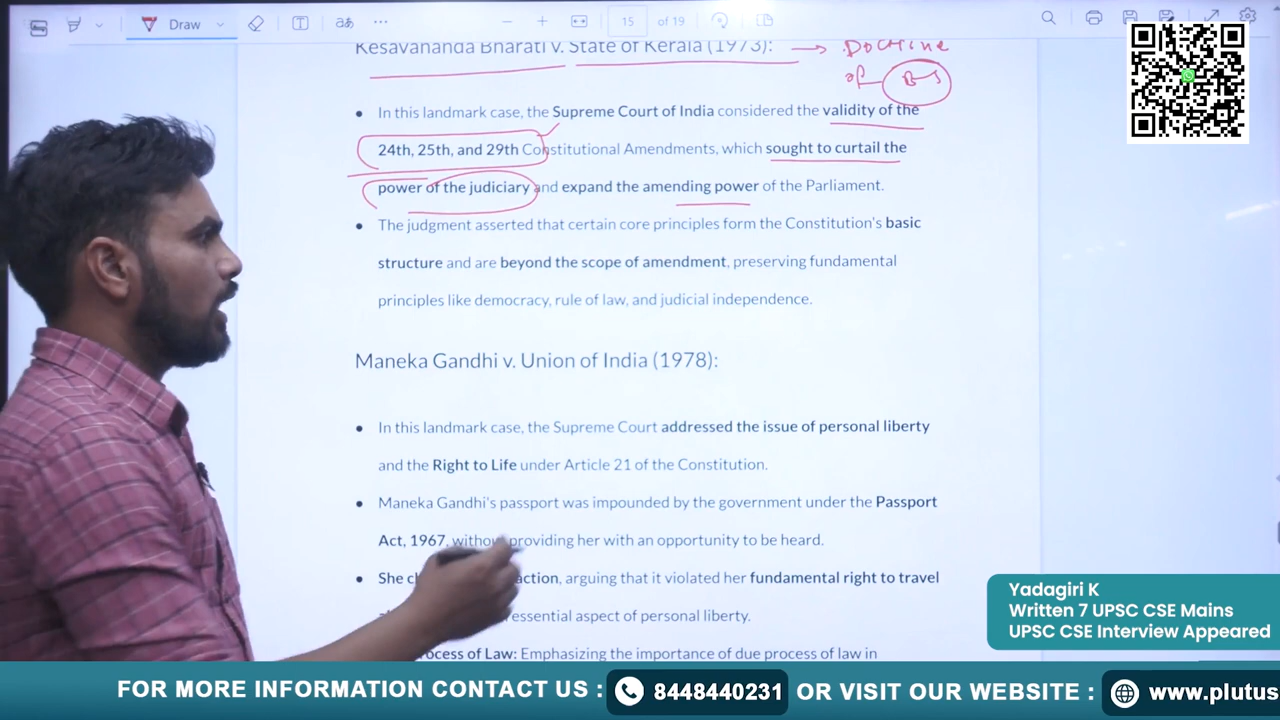 Draw
T
aあ
15 of 19
Kesavananda Bharati v. State of Kerala (1973): → Doctrine
of BS
• In this landmark case, the Supreme Court of India considered the validity of the
24th, 25th, and 29th Constitutional Amendments, which sought to curtail the
power of the judiciary and expand the amending power of the Parliament.
• The judgment asserted that certain core principles form the Constitution's basic
structure and are beyond the scope of amendment, preserving fundamental
principles like democracy, rule of law, and judicial independence.
Maneka Gandhi v. Union of India (1978):
• In this landmark case, the Supreme Court addressed the issue of personal liberty
and the Right to Life under Article 21 of the Constitution.
• Maneka Gandhi's passport was impounded by the government under the Passport
Act, 1967, without providing her with an opportunity to be heard.
• She action, arguing that it violated her fundamental right to travel
essential aspect of personal liberty.
ocess of Law: Emphasizing the importance of due process of law in
Yadagiri K
Written 7 UPSC CSE Mains
UPSC CSE Interview Appeared
FOR MORE INFORMATION CONTACT US : 8448440231 OR VISIT OUR WEBSITE : www.plutus